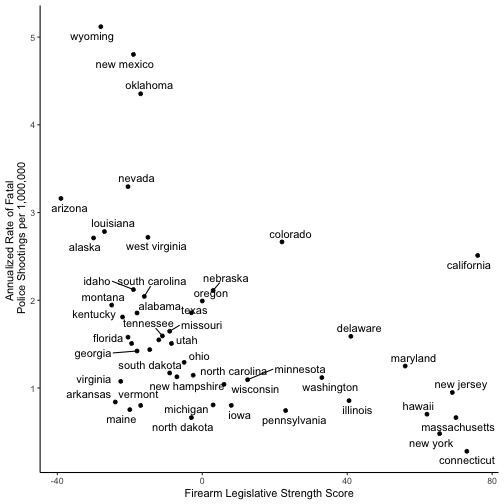 5
wyoming
new mexico
oklahoma
4
nevada
arizona
3
louisiana
colorado
alaska
west virginia
california
nebraska
idaho south carolina
oregon
montana
2
alabama texas
kentucky
tennessee missouri
delaware
florida
utah
georgia
ohio
maryland
south dakota
north carolina minnesota
virginia
new hampshire wisconsin washington
new jersey
1
arkansas vermont
michigan
illinois
hawaii
maine
iowa
pennsylvania
massachusetts
north dakota
new york
connecticut
-40 0 40 80
Firearm Legislative Strength Score
Annualized Rate of Fatal
Police Shootings per 1,000,000